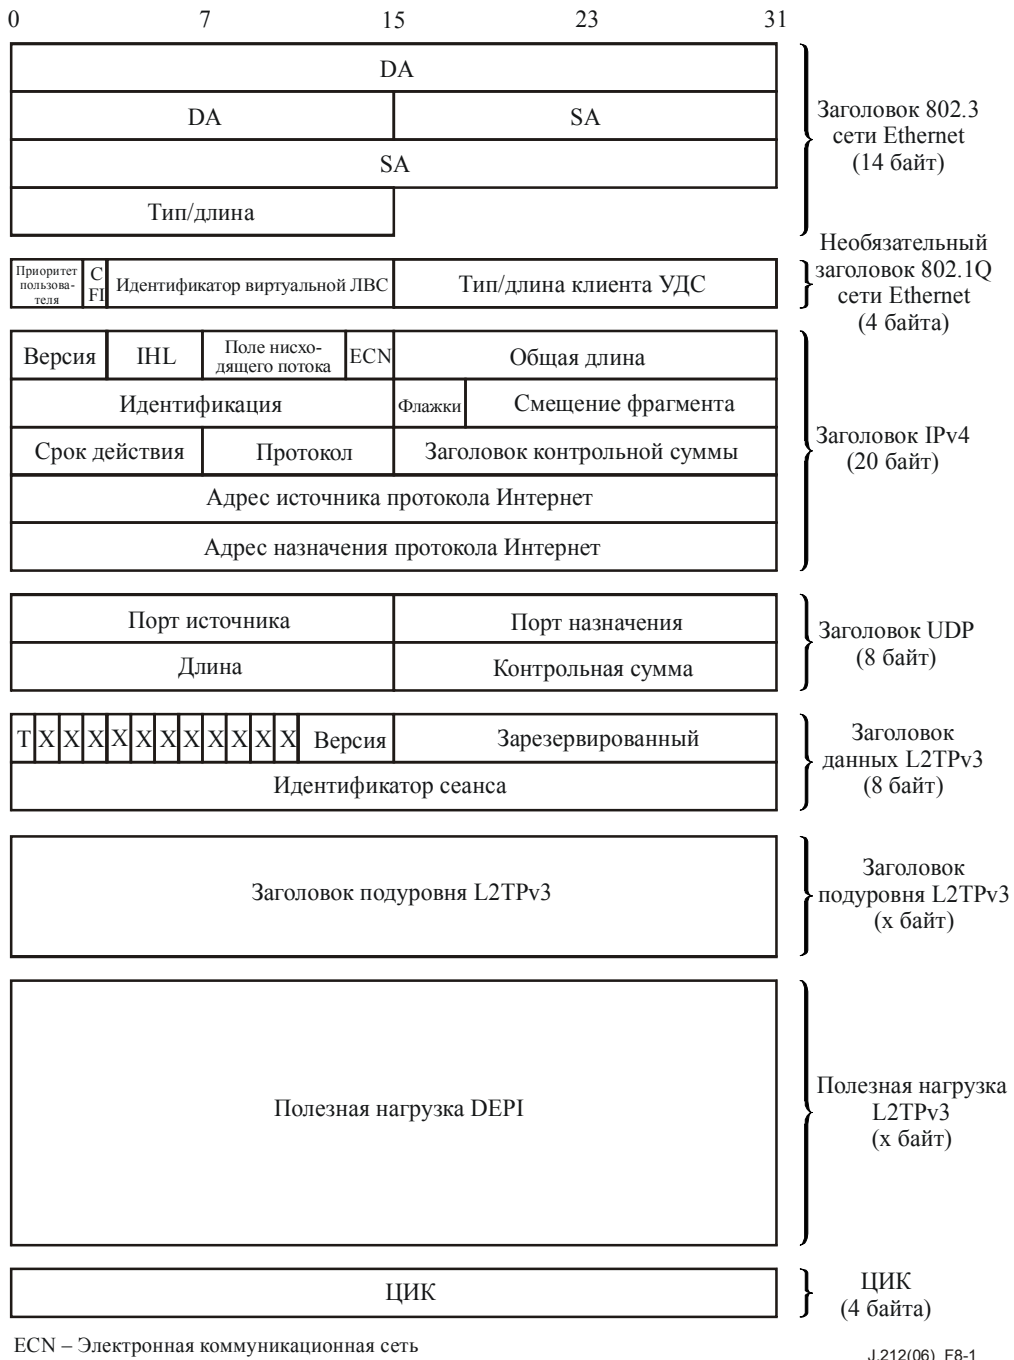 0 7 15 23 31
DA
DA SA
SA
Тип/длина
Заголовок 802.3
сети Ethernet
(14 байт)
Приоритет
пользова-
теля
C
FI
Идентификатор виртуальной ЛВС
Тип/длина клиента УДС
Необязательный
заголовок 802.1Q
сети Ethernet
(4 байта)
Версия
IHL
Поле нисхо-
дящего потока
ECN
Общая длина
Идентификация
Флажки
Смещение фрагмента
Срок действия
Протокол
Заголовок контрольной суммы
Адрес источника протокола Интернет
Адрес назначения протокола Интернет
Заголовок IPv4
(20 байт)
Порт источника
Порт назначения
Длина
Контрольная сумма
Заголовок UDP
(8 байт)
T X X X X X X X X X X X Версия
Зарезервированный
Идентификатор сеанса
Заголовок
данных L2TPv3
(8 байт)
Заголовок подуровня L2TPv3
Заголовок
подуровня L2TPv3
(x байт)
Полезная нагрузка DEPI
Полезная нагрузка
L2TPv3
(x байт)
ЦИК
ЦИК
(4 байта)
ECN – Электронная коммуникационная сеть
J.212(06)_F8-1